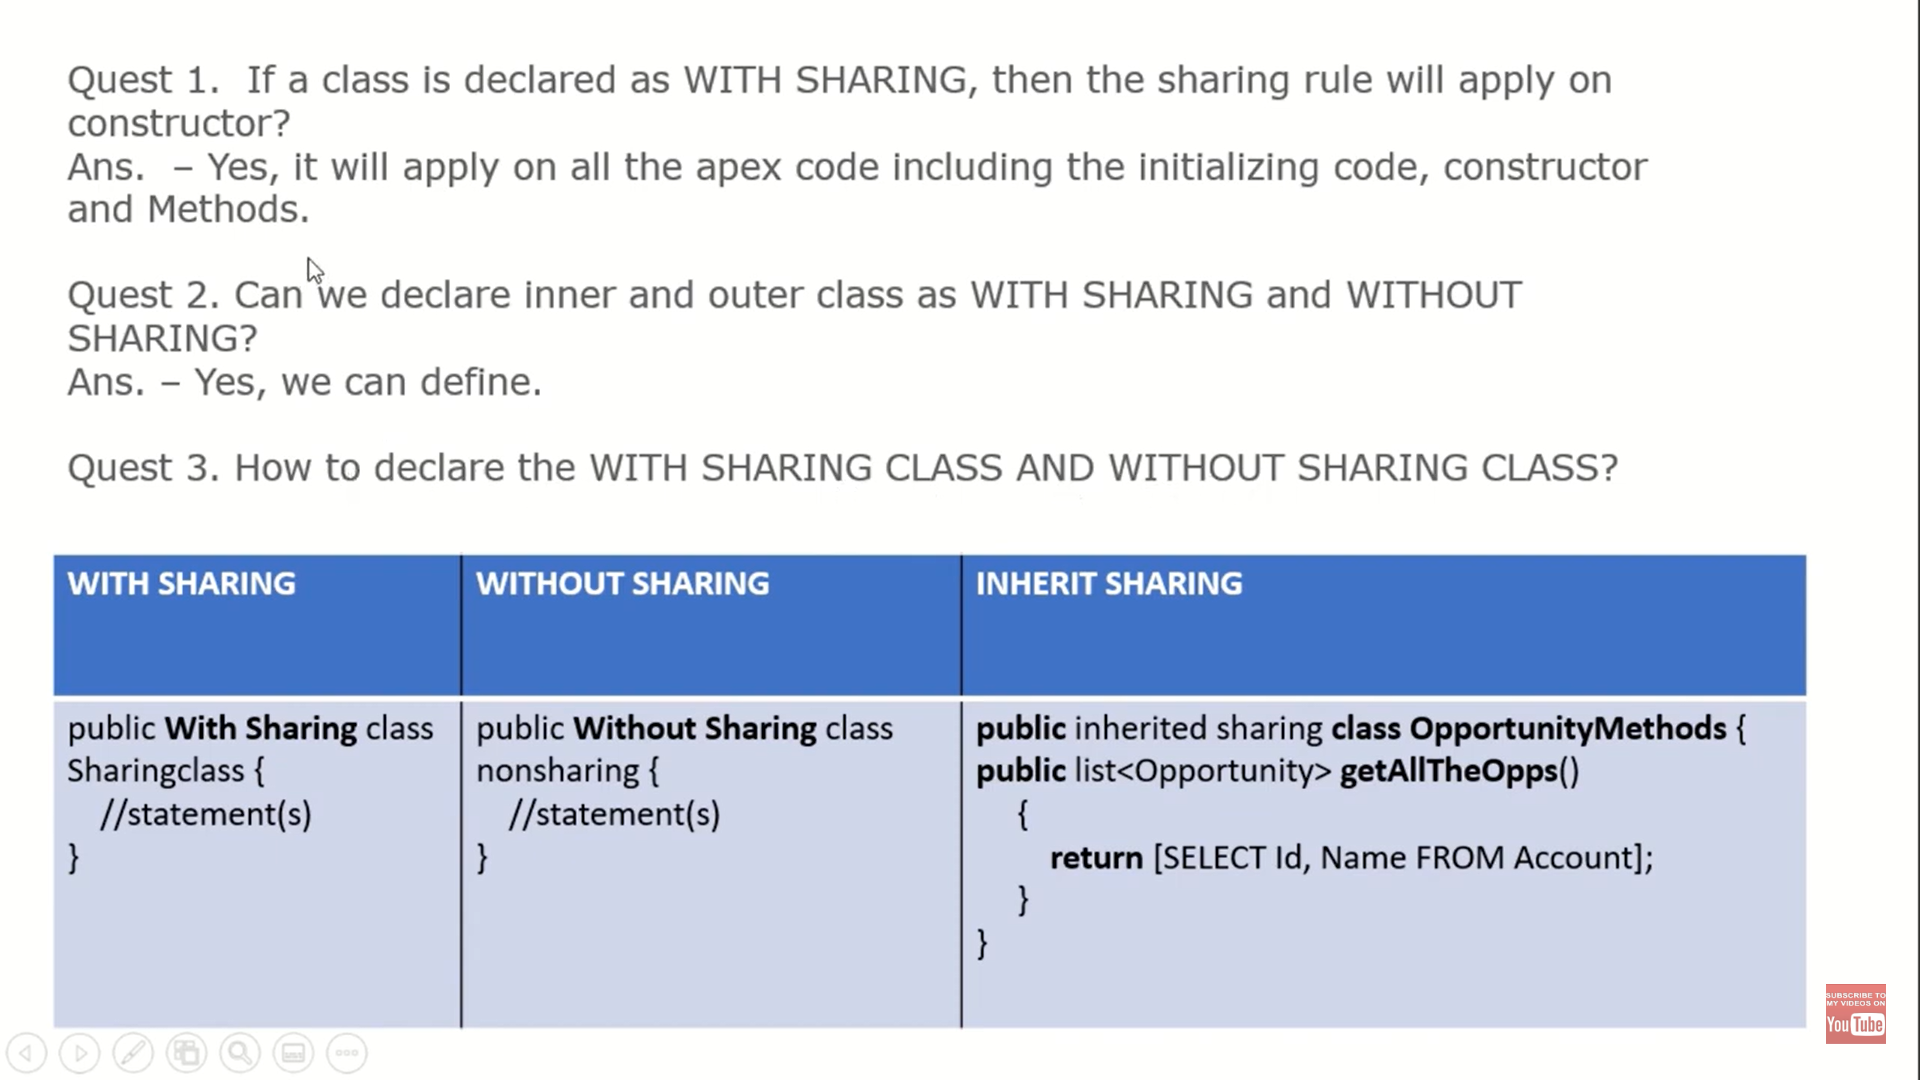 Quest 1.  If a class is declared as WITH SHARING, then the sharing rule will apply on
constructor?
Ans.  – Yes, it will apply on all the apex code including the initializing code, constructor
and Methods.
Quest 2. Can we declare inner and outer class as WITH SHARING and WITHOUT
SHARING?
Ans. – Yes, we can define.
Quest 3. How to declare the WITH SHARING CLASS AND WITHOUT SHARING CLASS?
WITH SHARING
WITHOUT SHARING
INHERIT SHARING
public With Sharing class
Sharingclass {
//statement(s)
}
public Without Sharing class
nonsharing {
//statement(s)
}
public inherited sharing class OpportunityMethods {
public list<Opportunity> getAllTheOpps()
{
return [SELECT Id, Name FROM Account];
}
}
SUBSCRIBE TO
MY VIDEOS ON
YouTube